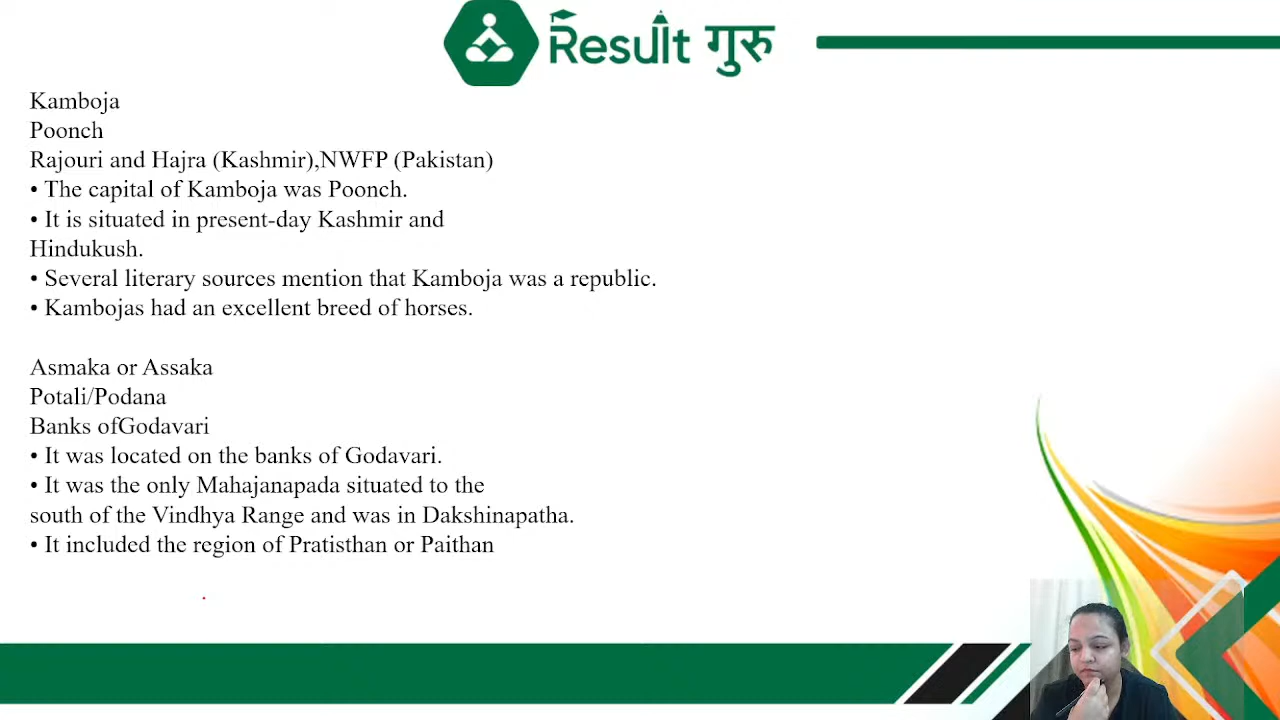 Result गुरु
Kamboja
Poonch
Rajouri and Hajra (Kashmir),NWFP (Pakistan)
• The capital of Kamboja was Poonch.
• It is situated in present-day Kashmir and
Hindukush.
• Several literary sources mention that Kamboja was a republic.
• Kambojas had an excellent breed of horses.
Asmaka or Assaka
Potali/Podana
Banks ofGodavari
• It was located on the banks of Godavari.
• It was the only Mahajanapada situated to the
south of the Vindhya Range and was in Dakshinapatha.
• It included the region of Pratisthan or Paithan